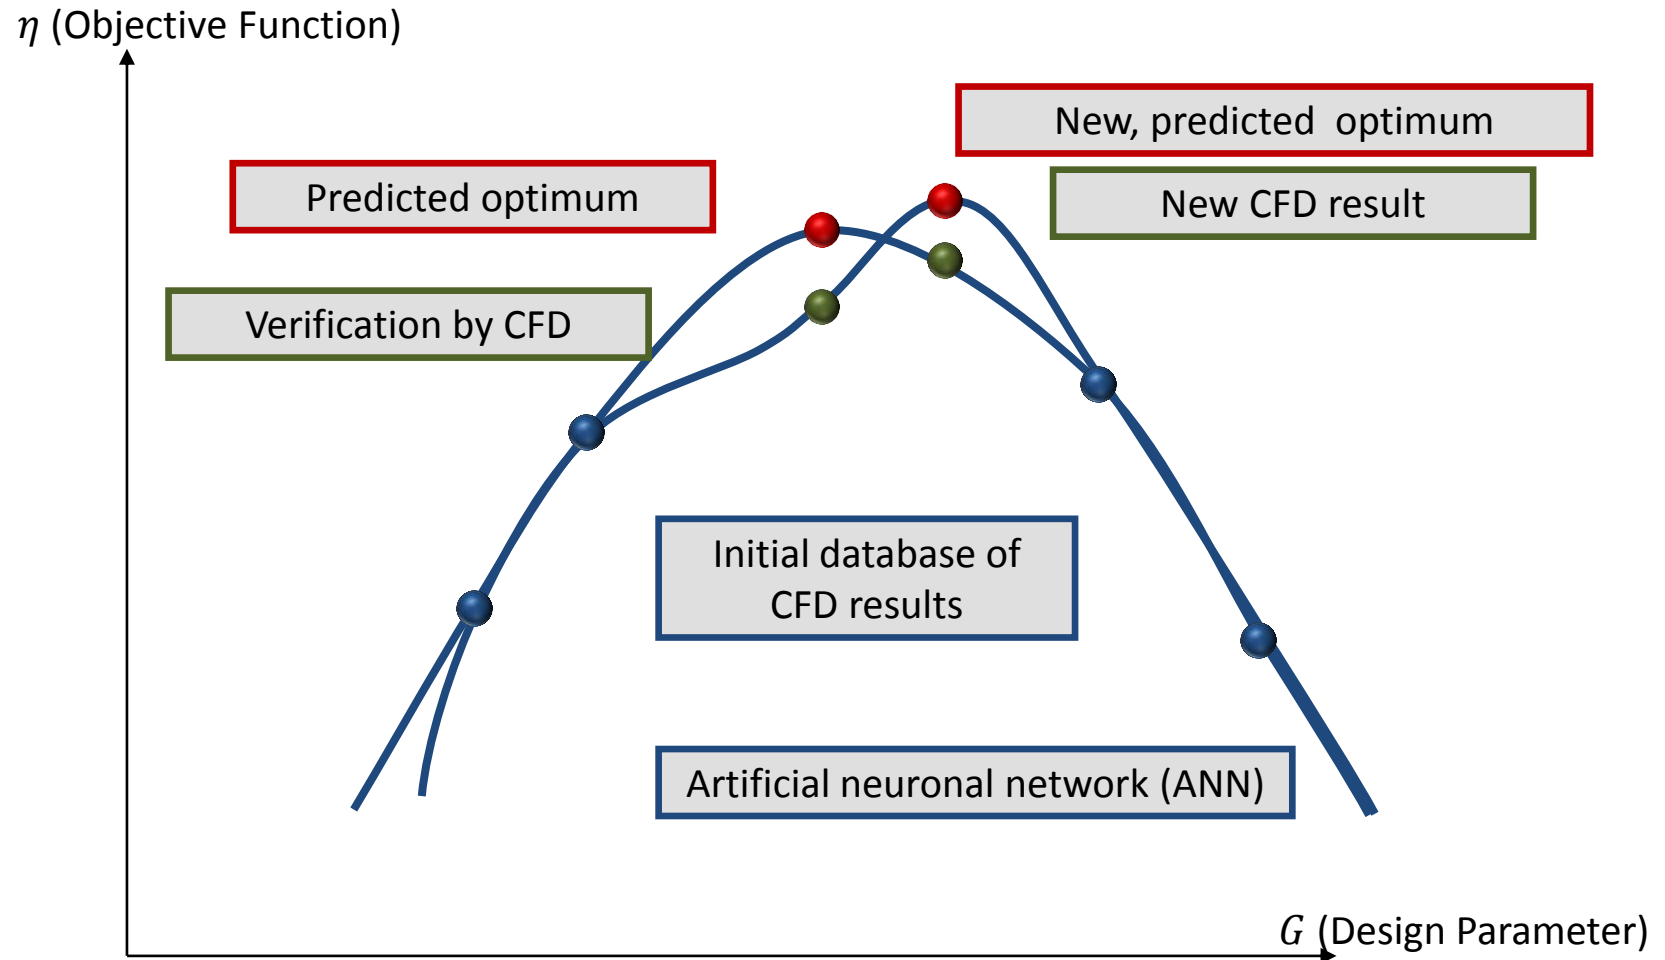 η (Objective Function)
New, predicted  optimum
Predicted optimum
New CFD result
Verification by CFD
Initial database of
CFD results
Artificial neuronal network (ANN)
G (Design Parameter)